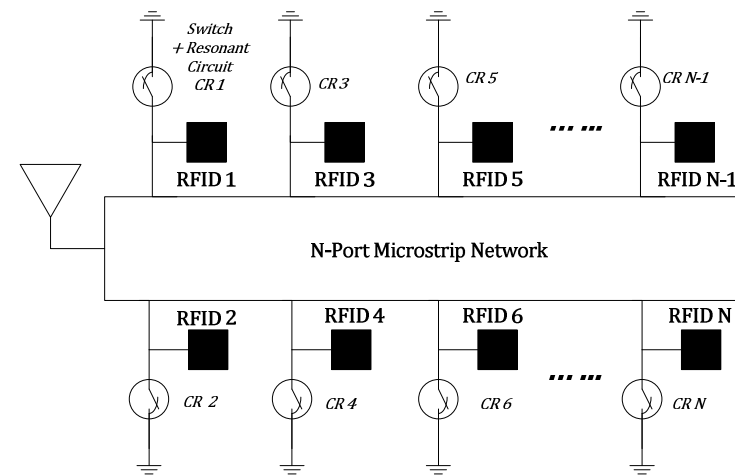 Switch
+ Resonant
Circuit
CR 1
CR 3
CR 5
CR N-1
RFID 1
RFID 3
RFID 5
RFID N-1
N-Port Microstrip Network
RFID 2
RFID 4
RFID 6
RFID N
CR 2
CR 4
CR 6
CR N